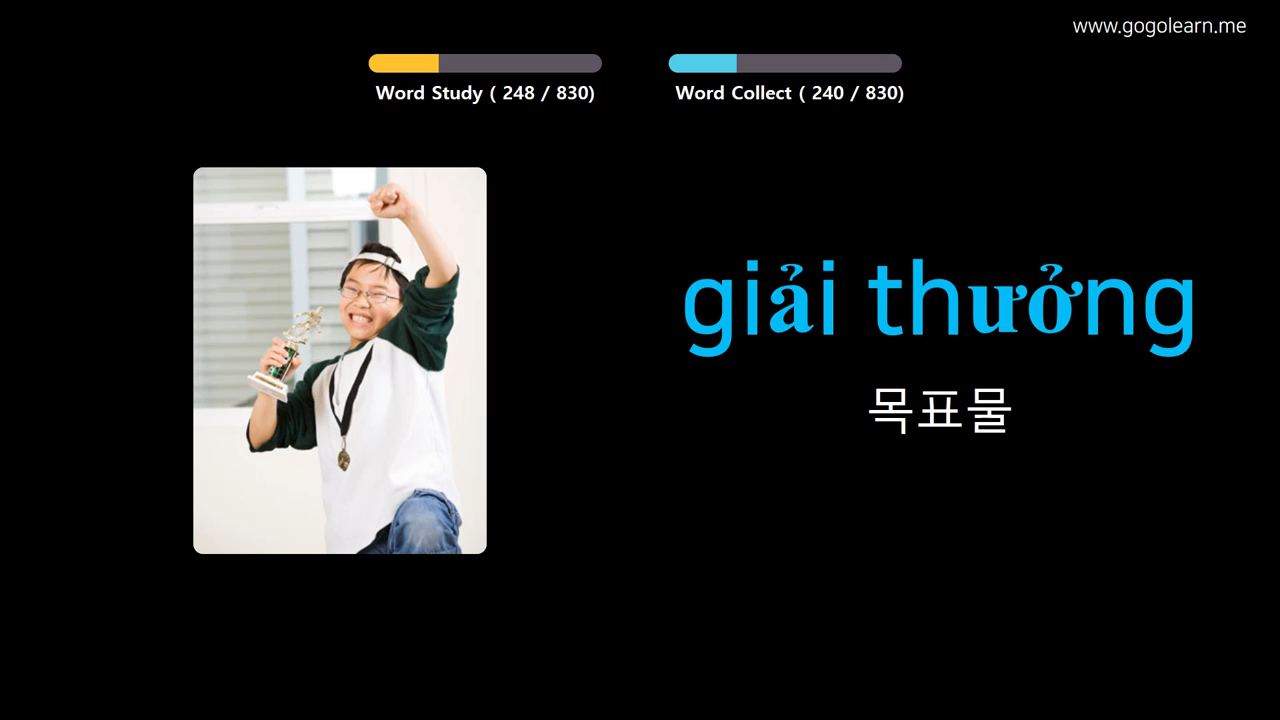 www.gogolearn.me
Word Study ( 248 / 830)
Word Collect ( 240 / 830)
giải thưởng
목표물